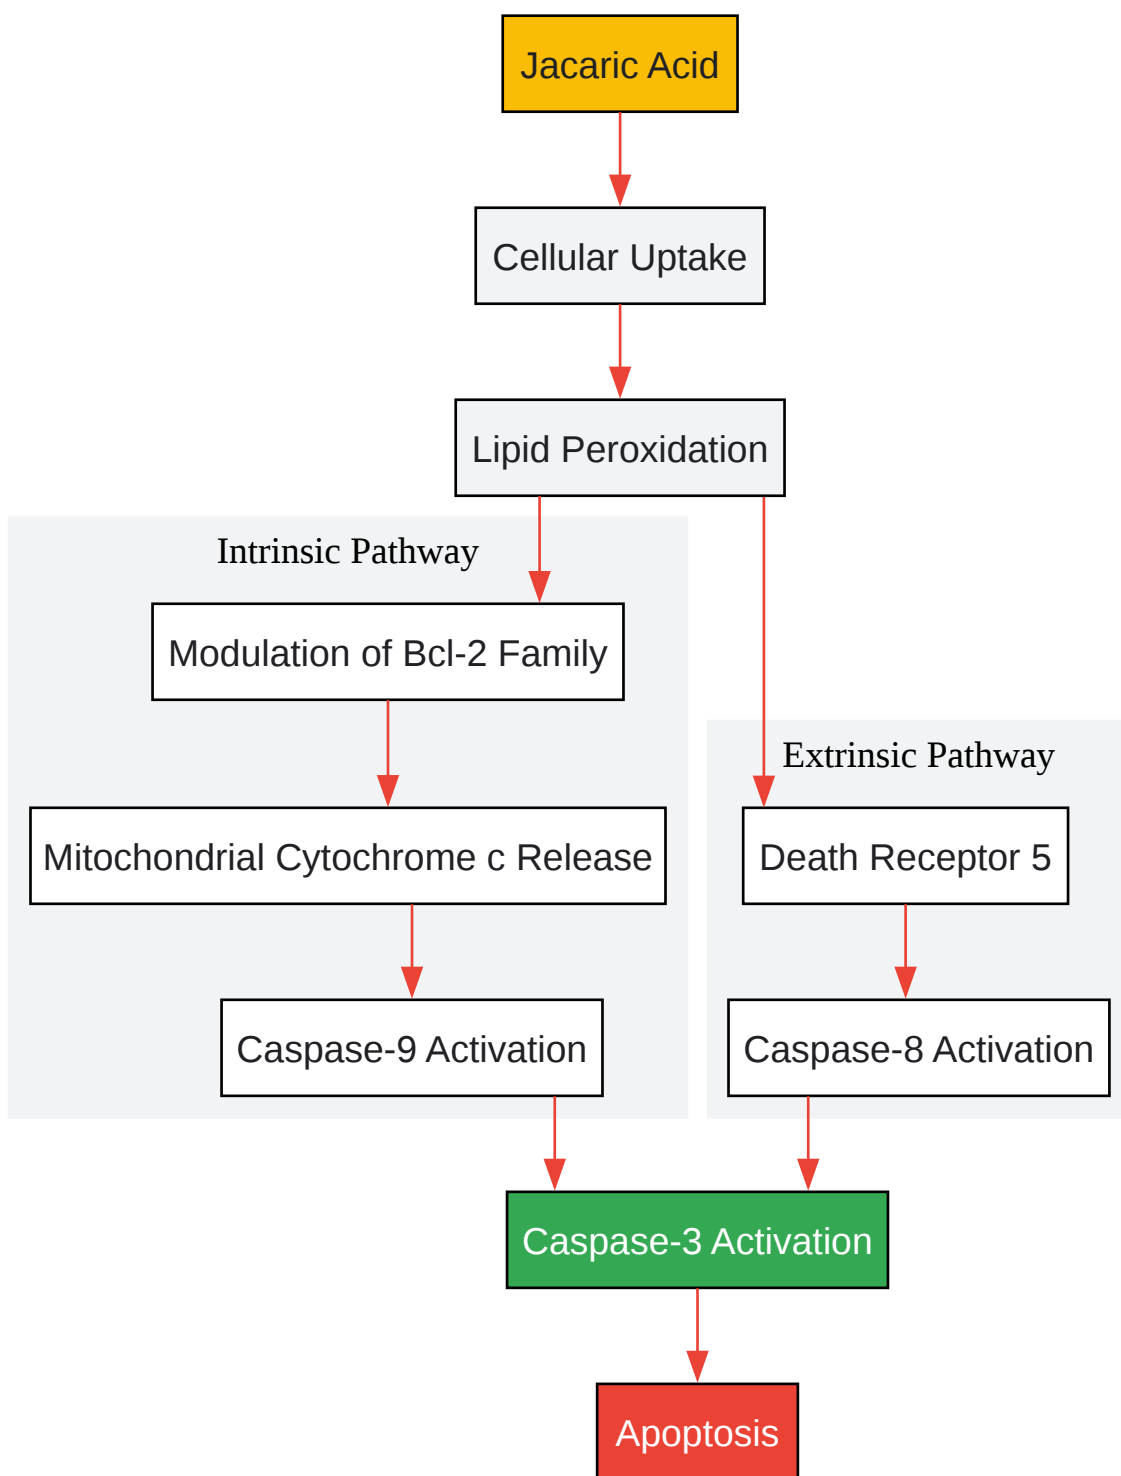 Jacaric Acid
Cellular Uptake
Lipid Peroxidation
Intrinsic Pathway
Modulation of Bcl-2 Family
Mitochondrial Cytochrome c Release
Caspase-9 Activation
Extrinsic Pathway
Death Receptor 5
Caspase-8 Activation
Caspase-3 Activation
Apoptosis